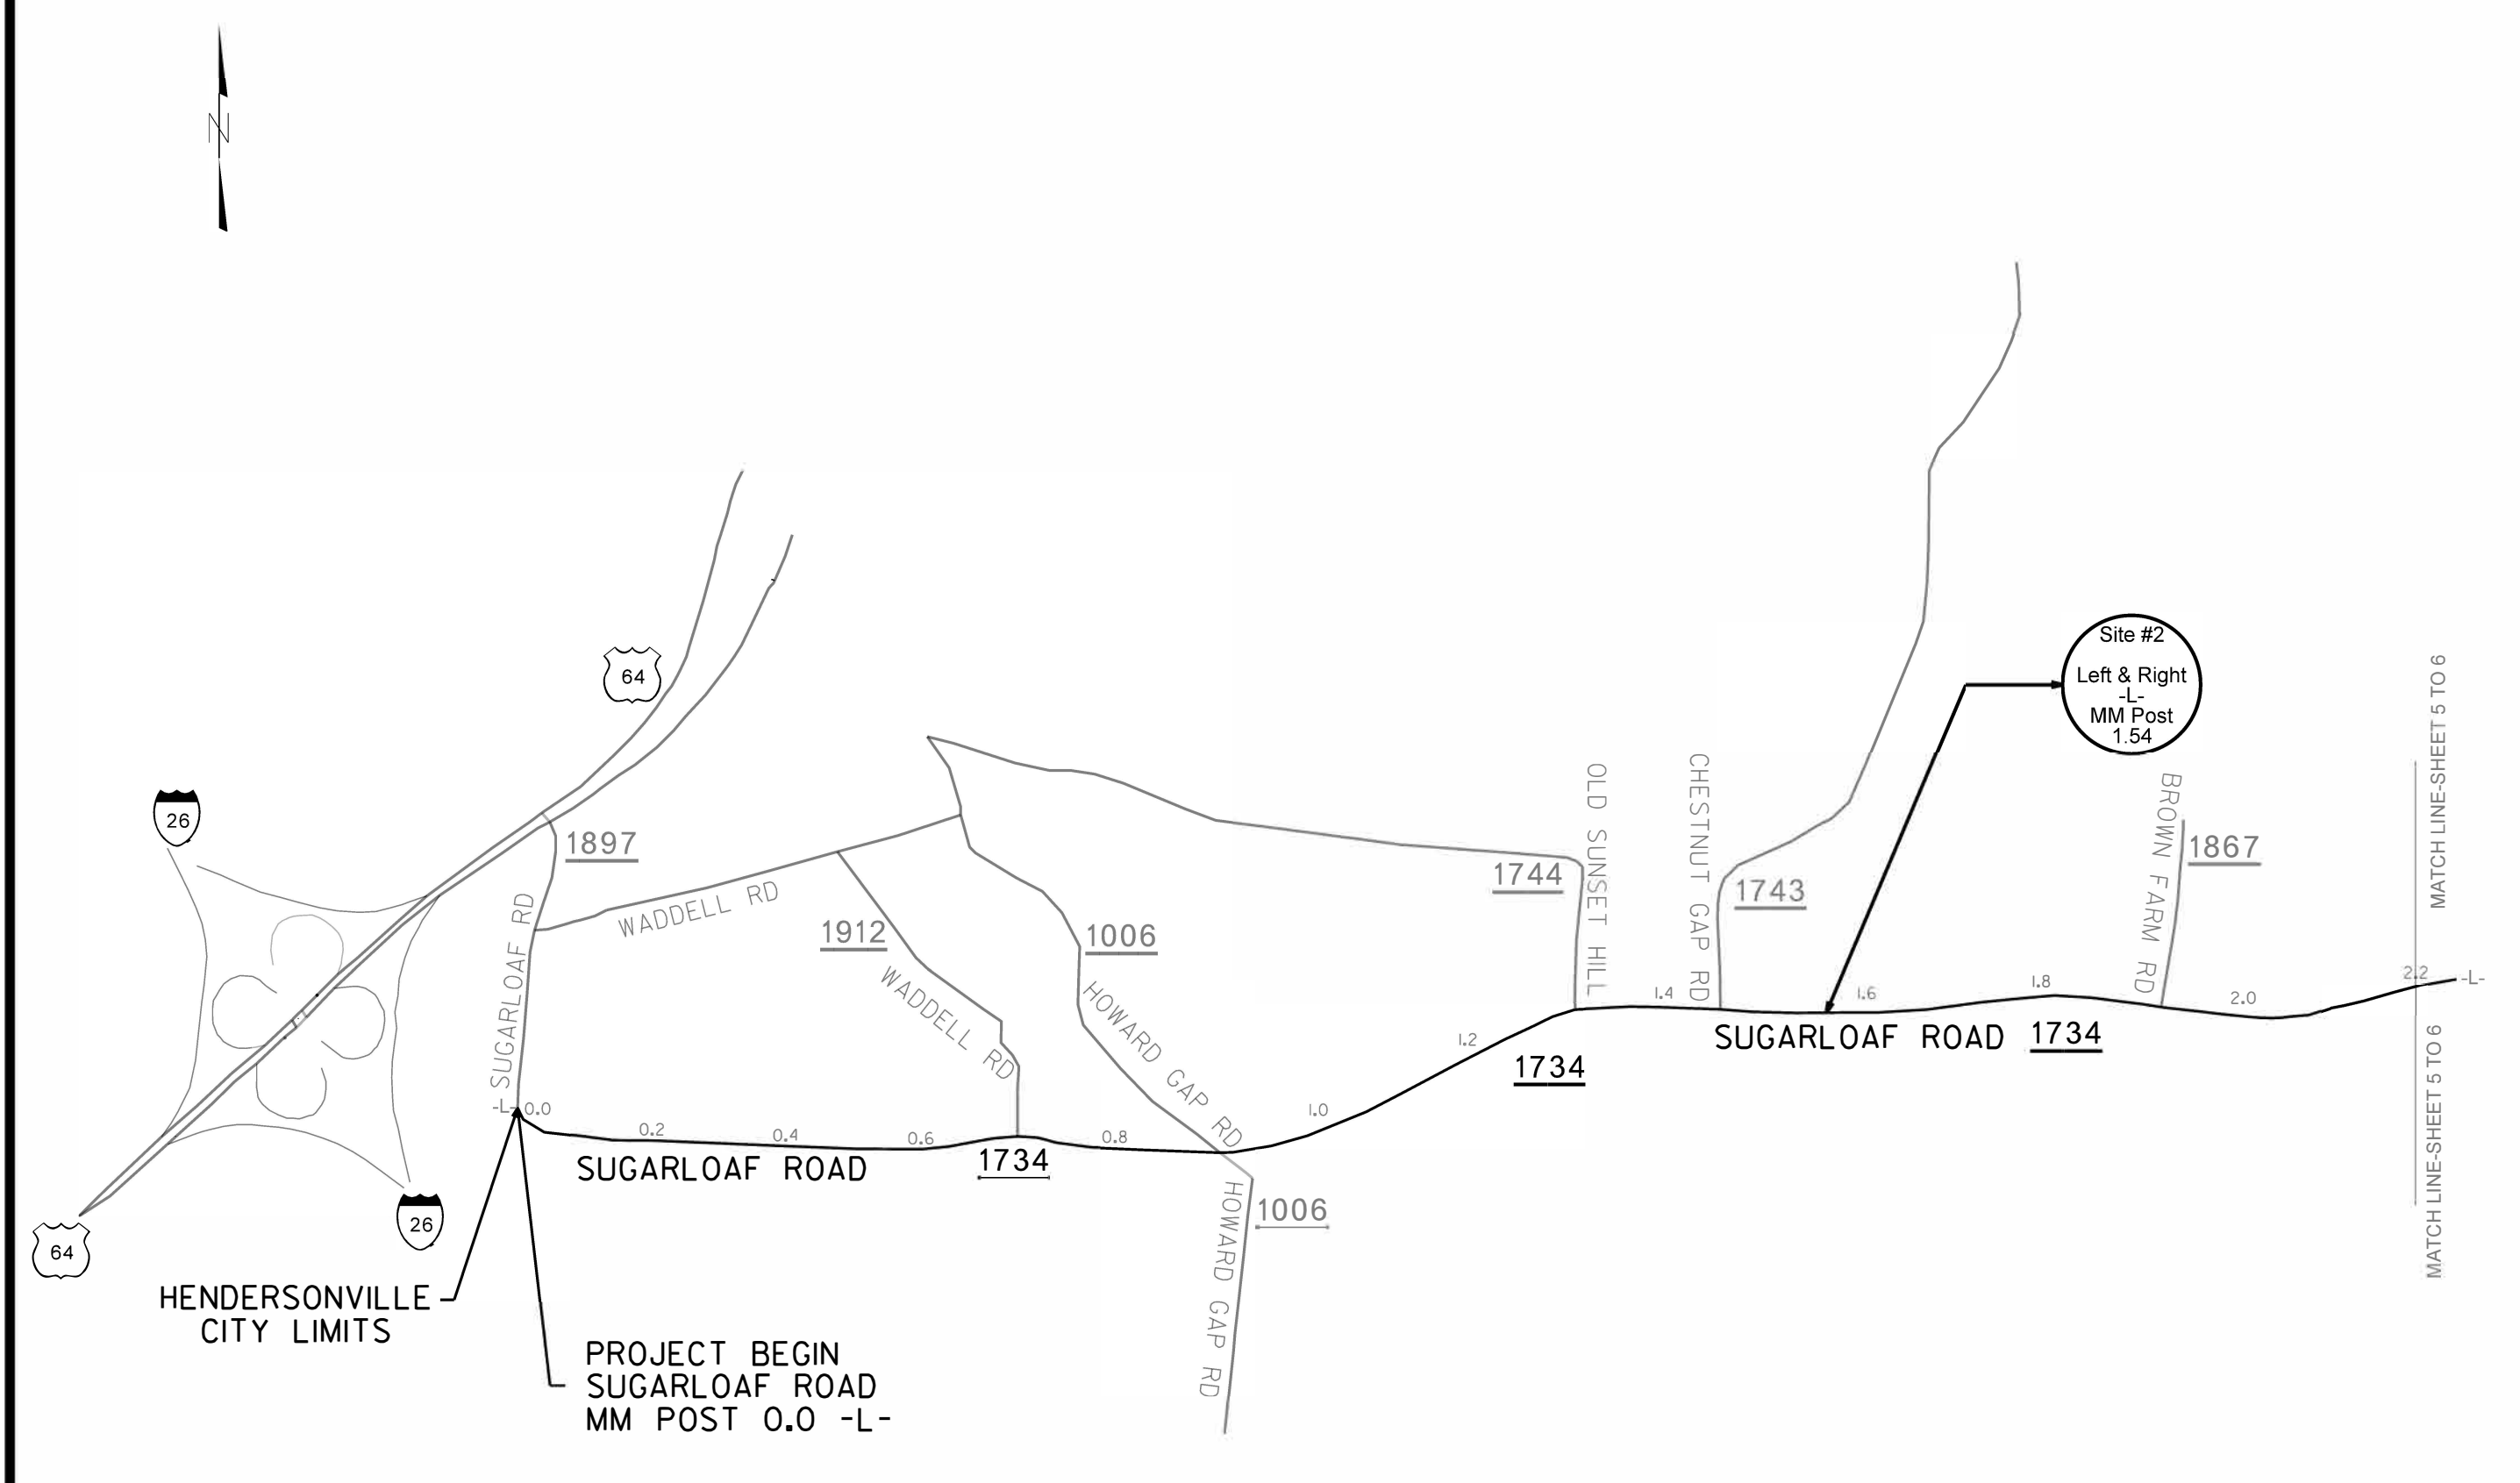 N
Site #2
Left & Right
-L-
MM Post
1.54
64
26
1897
SUGARLOAF RD
WADDELL RD
1912
WADDELL RD
1006
HOWARD GAP RD
1744
OLD SUNSET HILL
CHESTNUT GAP RD
1743
BROWN FARM RD
1867
MATCH LINE-SHEET 5 TO 6
-L- 0.0
0.2
0.4
0.6
0.8
1.0
1.2
1.4
1.6
1.8
2.0
2.2
-L-
SUGARLOAF ROAD
1734
1734
SUGARLOAF ROAD 1734
MATCH LINE-SHEET 5 TO 6
HOWARD GAP RD
1006
64
26
HENDERSONVILLE
CITY LIMITS
PROJECT BEGIN
SUGARLOAF ROAD
MM POST 0.0 -L-